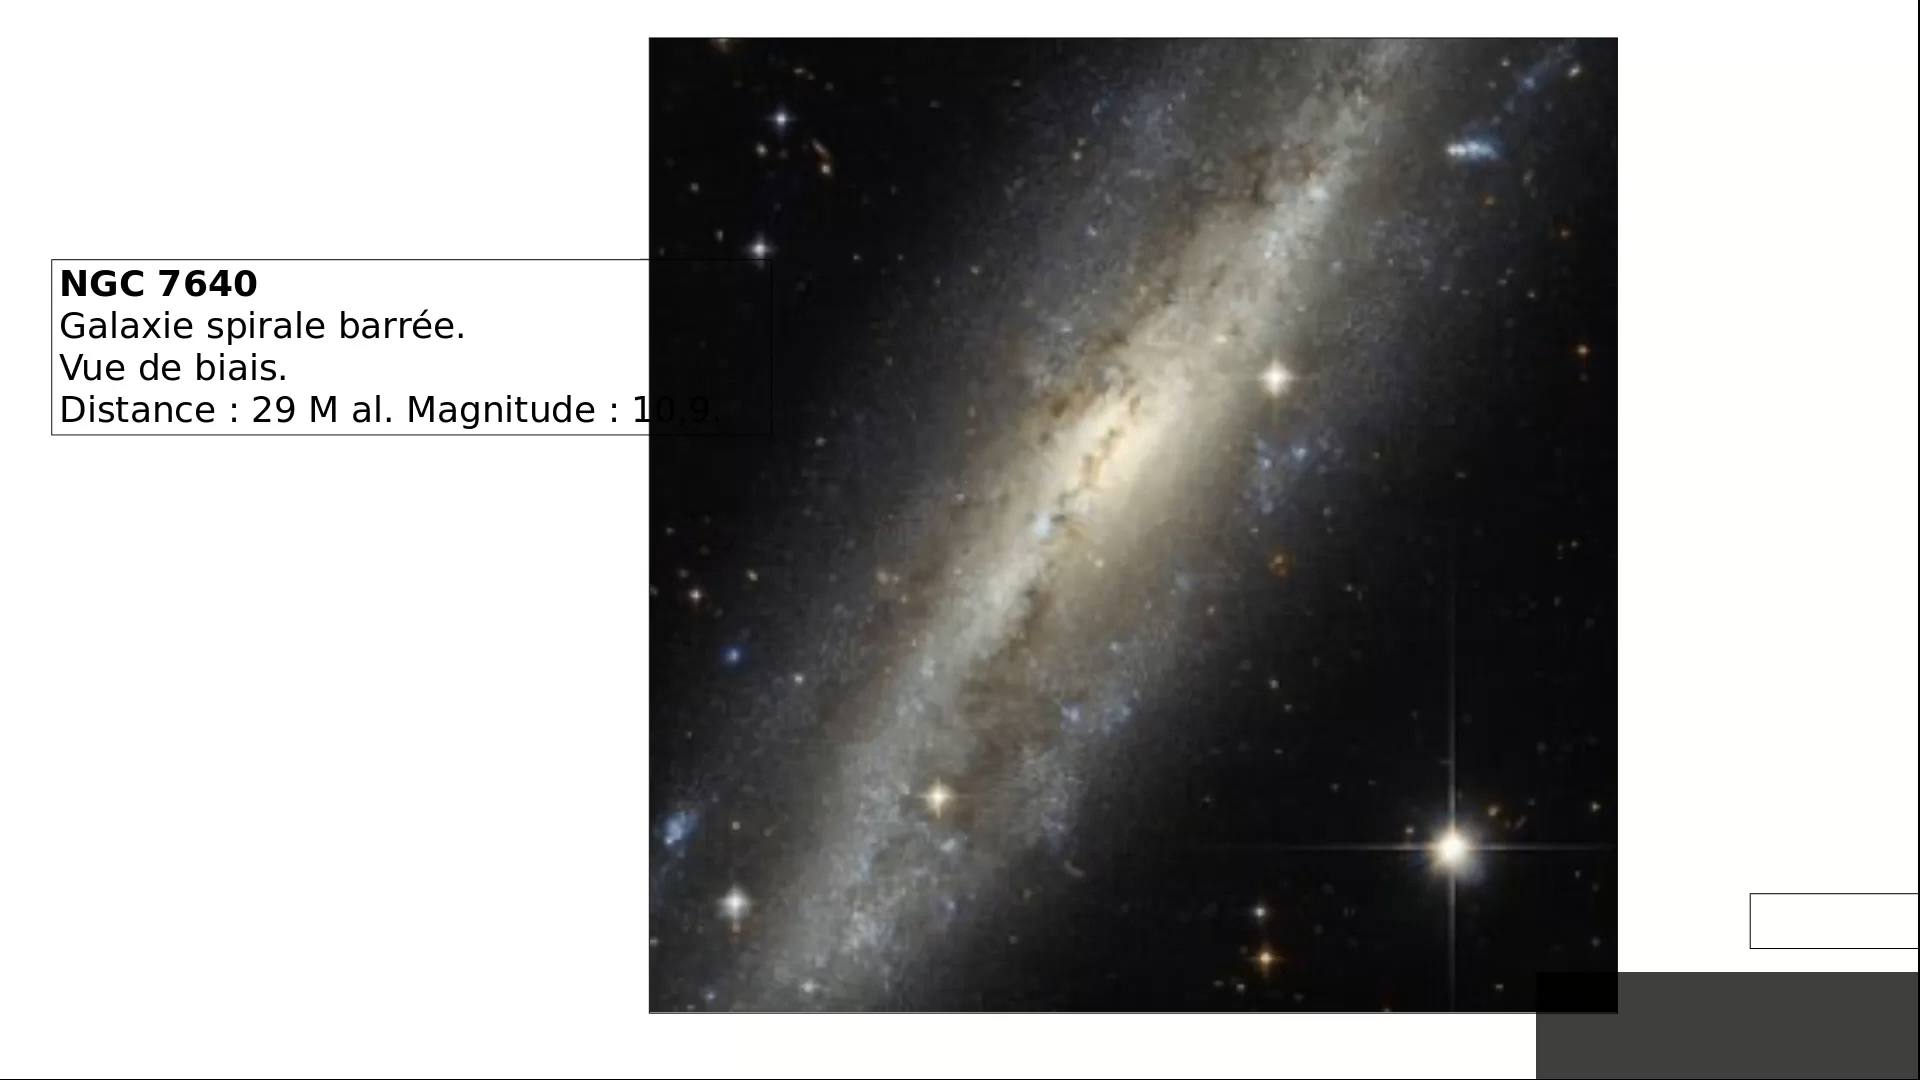 NGC 7640
Galaxie spirale barrée.
Vue de biais.
Distance : 29 M al. Magnitude : 10,9.